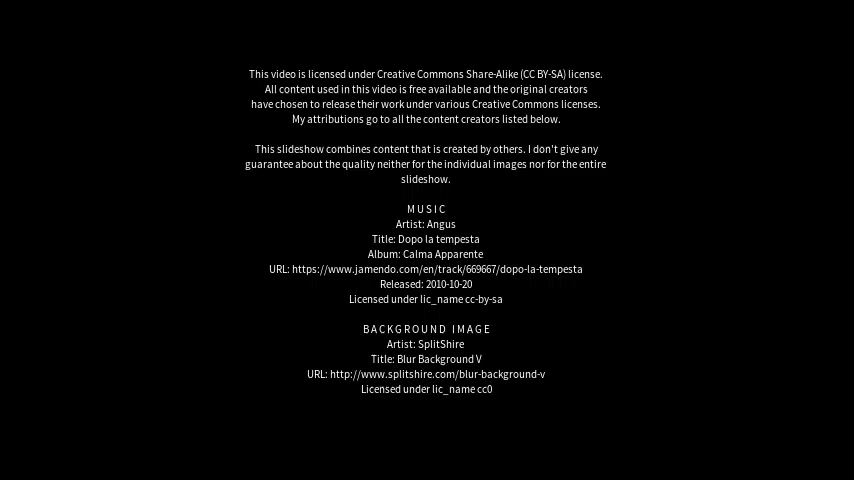 This video is licensed under Creative Commons Share-Alike (CC BY-SA) license.
All content used in this video is free available and the original creators
have chosen to release their work under various Creative Commons licenses.
My attributions go to all the content creators listed below.
This slideshow combines content that is created by others. I don't give any
guarantee about the quality neither for the individual images nor for the entire
slideshow.
MUSIC
Artist: Angus
Title: Dopo la tempesta
Album: Calma Apparente
URL: https://www.jamendo.com/en/track/669667/dopo-la-tempesta
Released: 2010-10-20
Licensed under lic_name cc-by-sa
BACKGROUND IMAGE
Artist: SplitShire
Title: Blur Background V
URL: http://www.splitshire.com/blur-background-v
Licensed under lic_name cc0